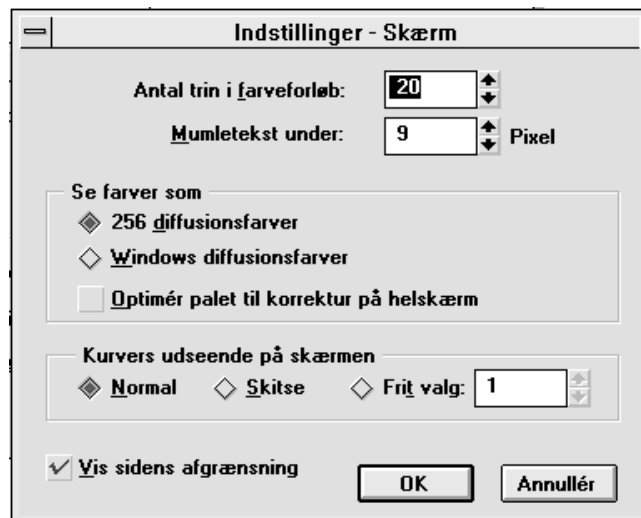 Indstillinger - Skærm
Antal trin i farveforløb: 20
Mumletekst under: 9 Pixel
Se farver som
256 diffusionsfarver
Windows diffusionsfarver
Optimér palet til korrektur på helskærm
Kurvers udseende på skærmen
Normal Skitse Frit valg: 1
Vis sidens afgrænsning OK Annullér